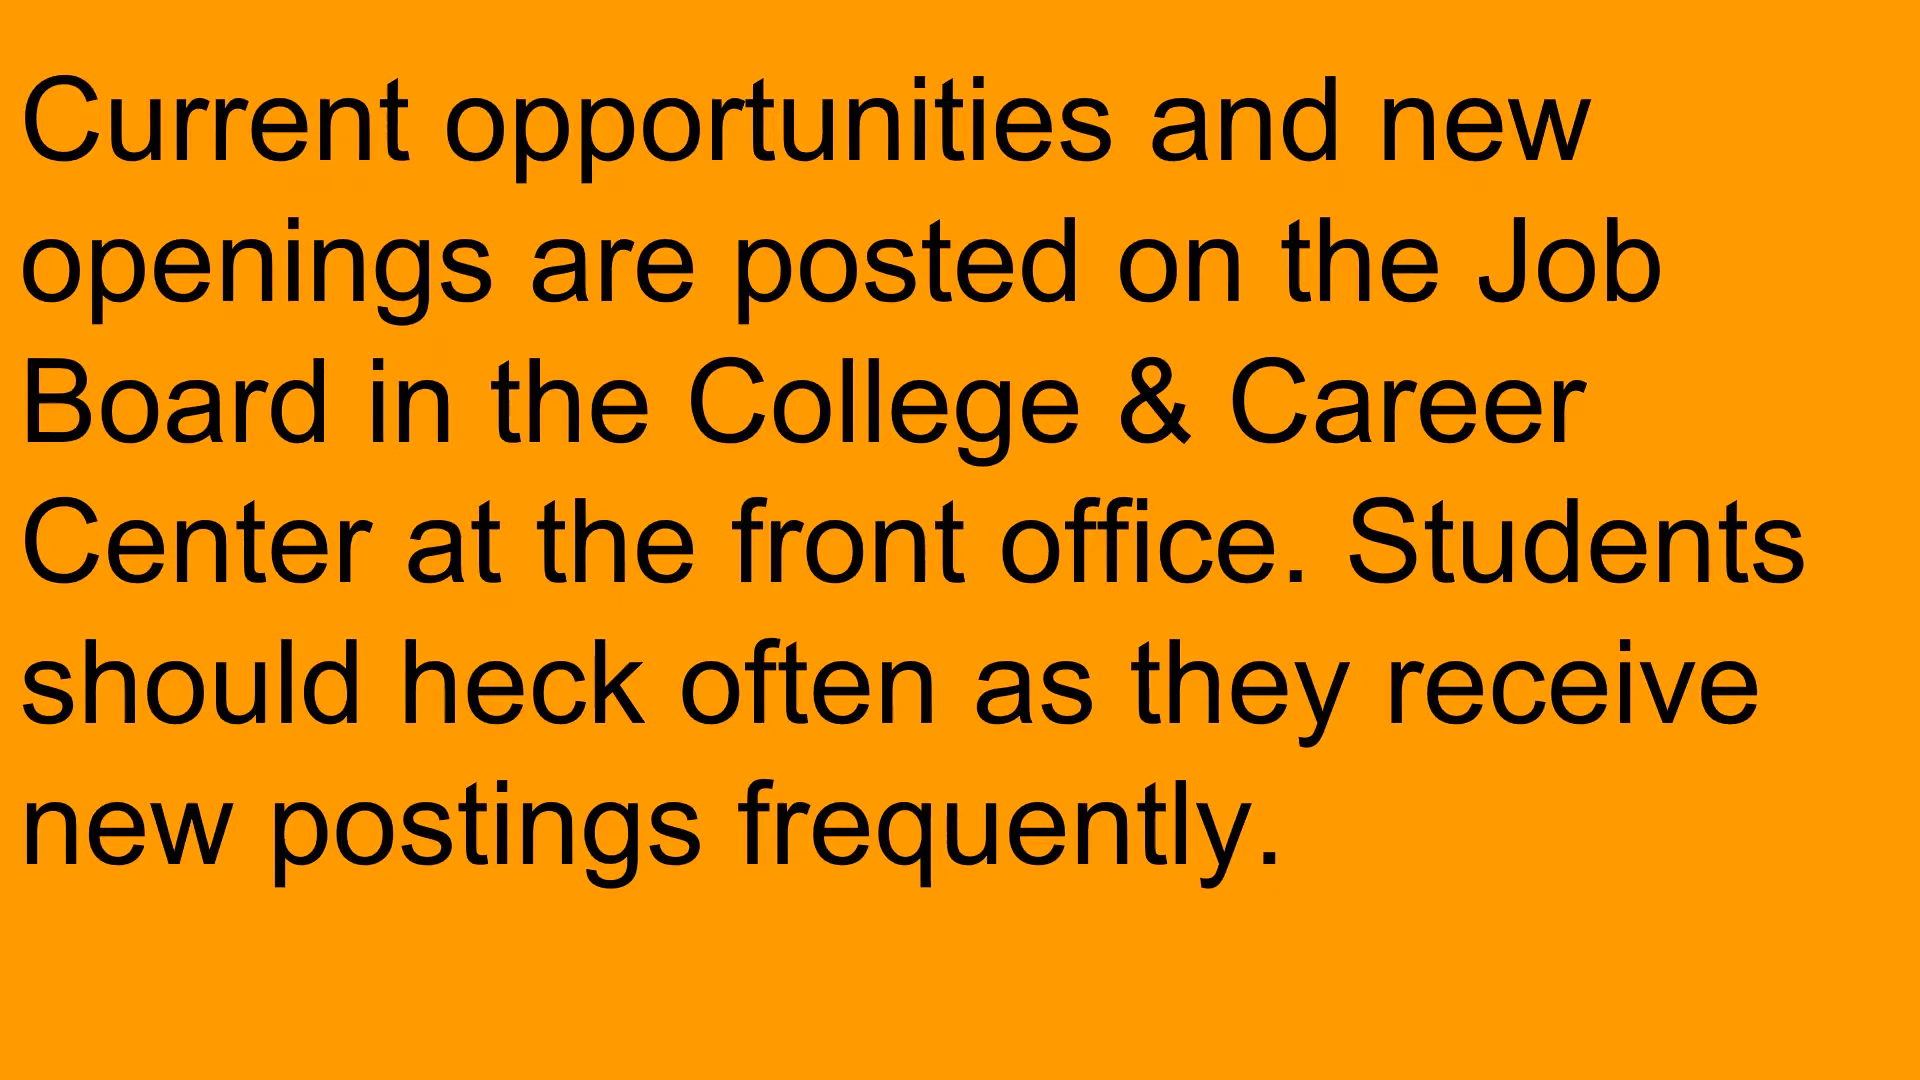 Current opportunities and new
openings are posted on the Job
Board in the College & Career
Center at the front office. Students
should heck often as they receive
new postings frequently.